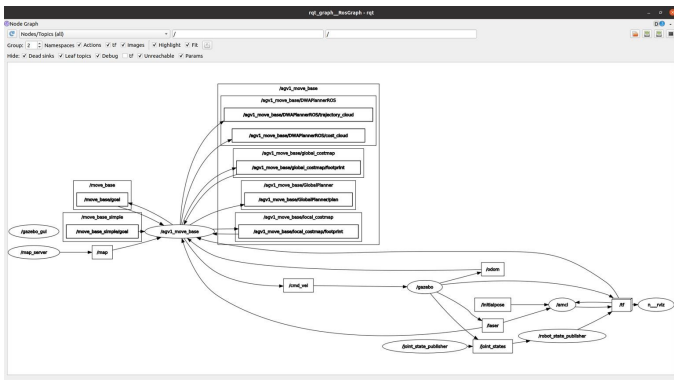 rqt_graph__RosGraph - rqt
Node Graph
Nodes/Topics (all)
/
/
Group: 2 Namespaces Actions tf Images Highlight Fit
Hide: Dead sinks Leaf topics Debug tf Unreachable Params
/agv1_move_base
/agv1_move_base/DWAPlannerROS
/agv1_move_base/DWAPlannerROS/trajectory_cloud
/agv1_move_base/DWAPlannerROS/cost_cloud
/agv1_move_base/global_costmap
/agv1_move_base/global_costmap/footprint
/move_base
/agv1_move_base/GlobalPlanner
/move_base/goal
/agv1_move_base/GlobalPlanner/plan
/move_base_simple
/agv1_move_base/local_costmap
/gazebo_gui
/move_base_simple/goal
/agv1_move_base
/agv1_move_base/local_costmap/footprint
/map_server
/map
/odom
/cmd_vel
/gazebo
/initialpose
/amcl
/tf
n__rviz
/laser
/robot_state_publisher
/joint_state_publisher
/joint_states